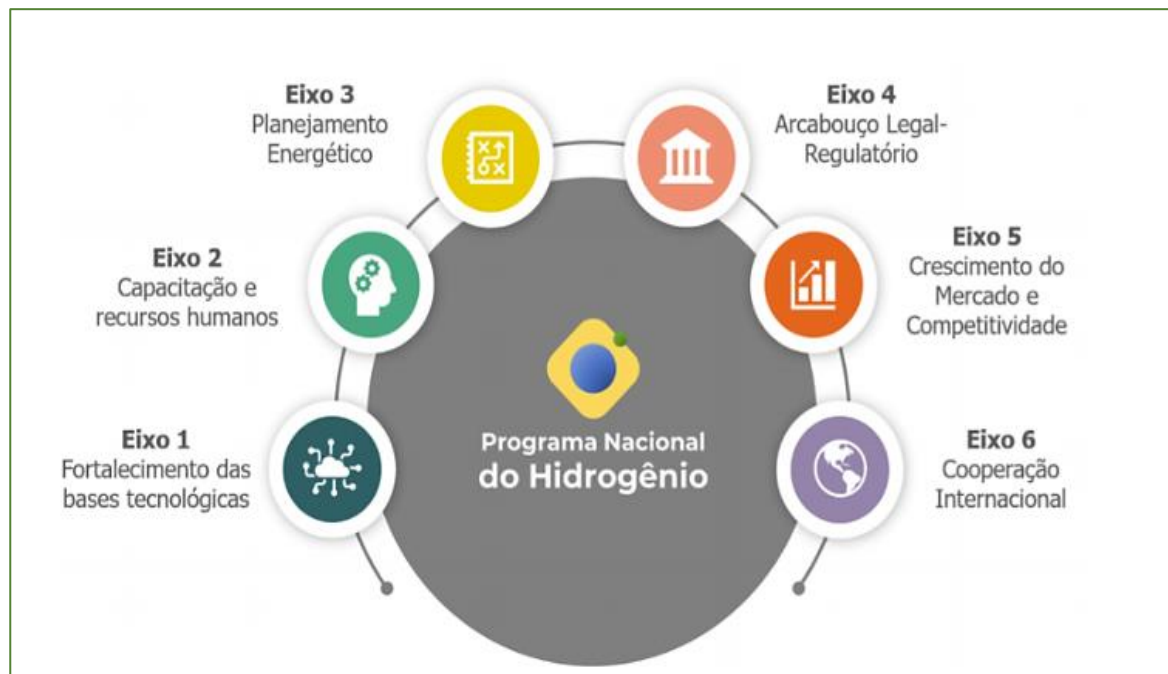 Eixo 1
Fortalecimento das
bases tecnológicas
Eixo 2
Capacitação e
recursos humanos
Eixo 3
Planejamento
Energético
Eixo 4
Arcabouço Legal-
Regulatório
Eixo 5
Crescimento do
Mercado e
Competitividade
Eixo 6
Cooperação
Internacional
Programa Nacional
do Hidrogênio